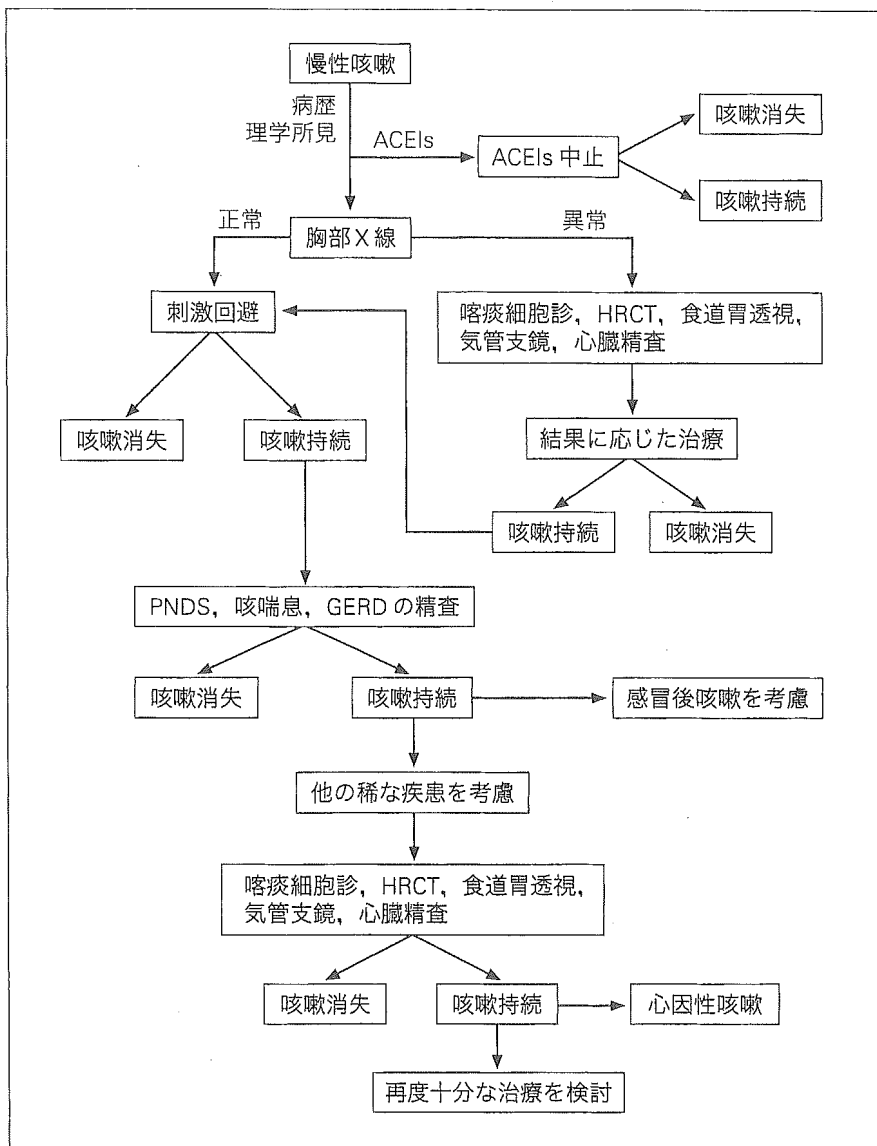 慢性咳嗽
病歴
理学所見
ACEIs
ACEIs 中止
咳嗽消失
咳嗽持続
正常
胸部X線
異常
刺激回避
喀痰細胞診,HRCT,食道胃透視,
気管支鏡,心臓精査
咳嗽消失
咳嗽持続
結果に応じた治療
咳嗽持続
咳嗽消失
PNDS,咳喘息,GERD の精査
咳嗽消失
咳嗽持続
感冒後咳嗽を考慮
他の稀な疾患を考慮
喀痰細胞診,HRCT,食道胃透視,
気管支鏡,心臓精査
咳嗽消失
咳嗽持続
心因性咳嗽
再度十分な治療を検討